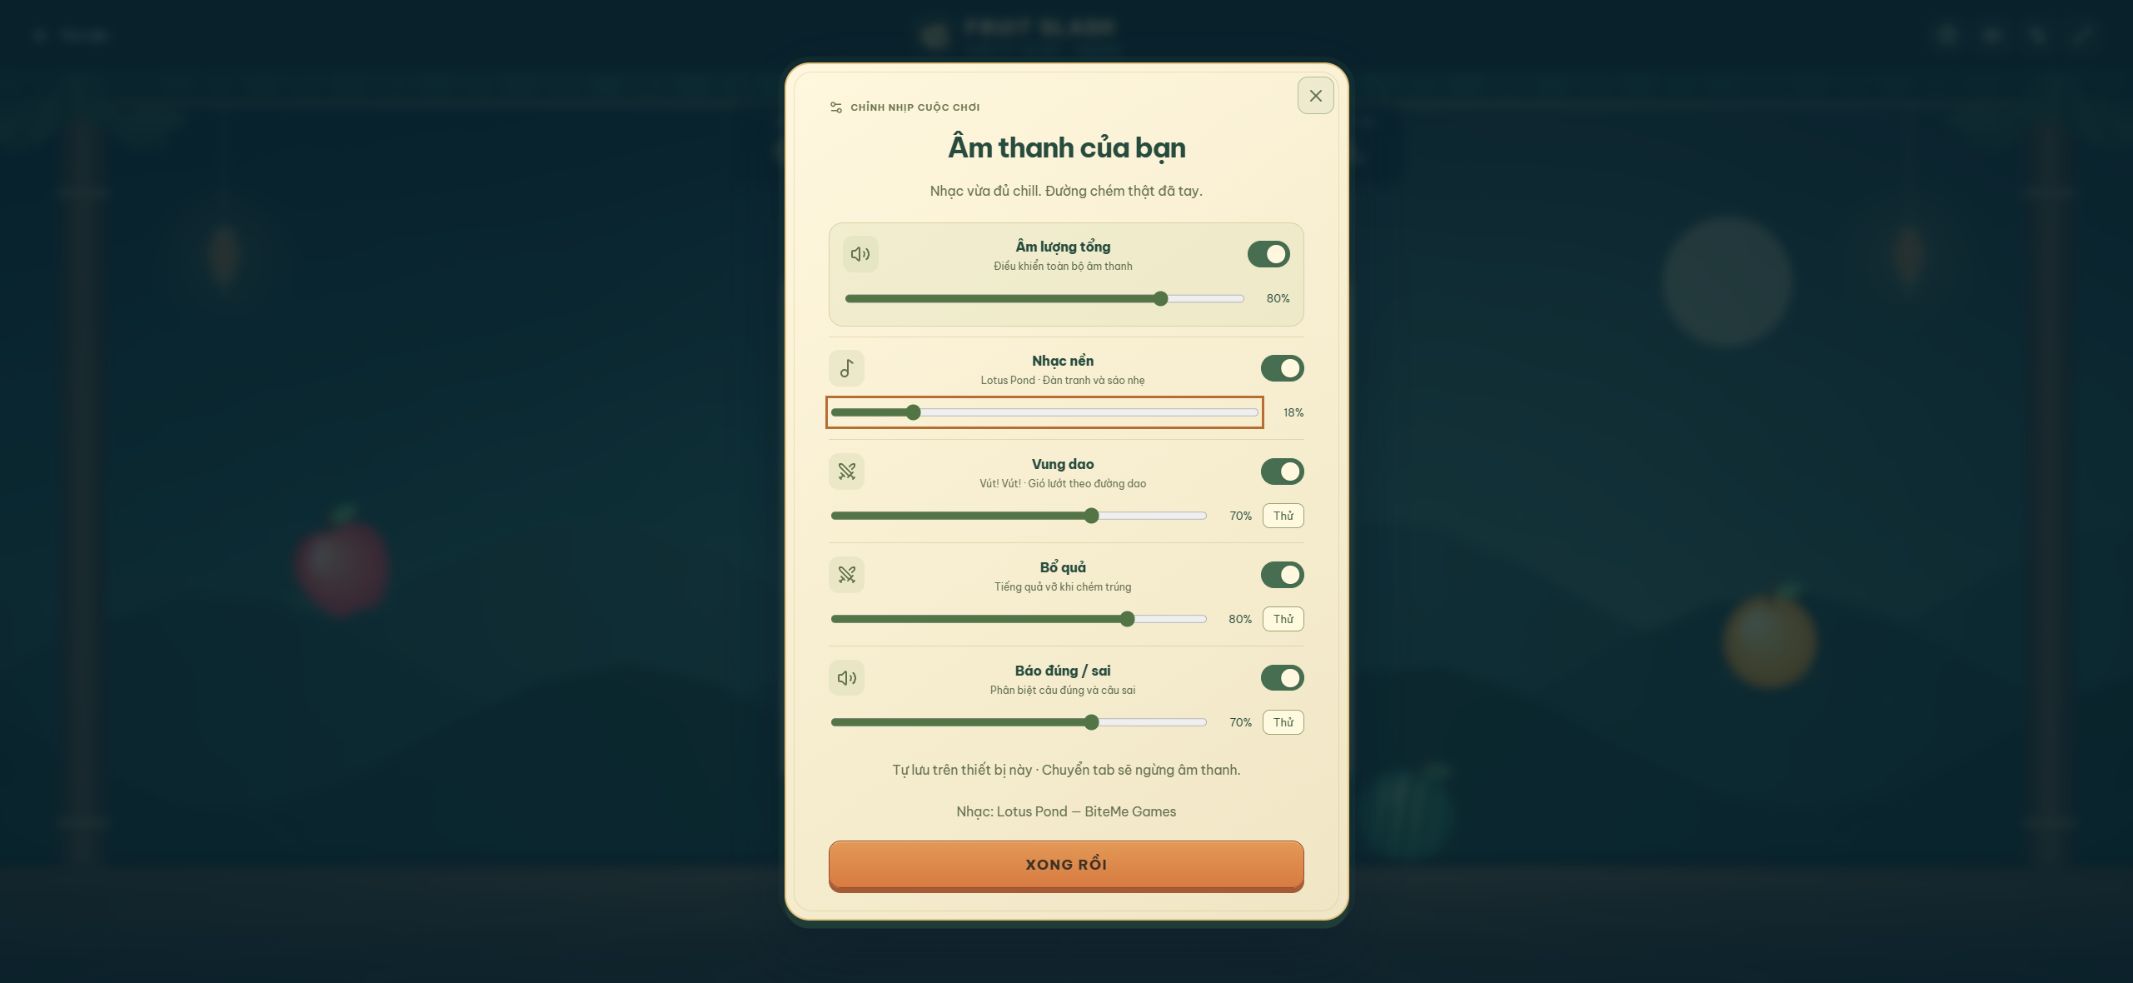 FRUIT SLASH
CHỈNH NHỊP CUỘC CHƠI
Âm thanh của bạn
Nhạc vừa đủ chill. Đường chém thật đã tay.
Âm lượng tổng
Điều khiển toàn bộ âm thanh
80%
Nhạc nền
Lotus Pond · Đàn tranh và sáo nhẹ
18%
Vung dao
Vút! Vút! · Gió lướt theo đường dao
70%
Thử
Bổ quả
Tiếng quả vỡ khi chém trúng
80%
Thử
Báo đúng / sai
Phân biệt câu đúng và câu sai
70%
Thử
Tự lưu trên thiết bị này · Chuyển tab sẽ ngừng âm thanh.
Nhạc: Lotus Pond — BiteMe Games
XONG RỒI